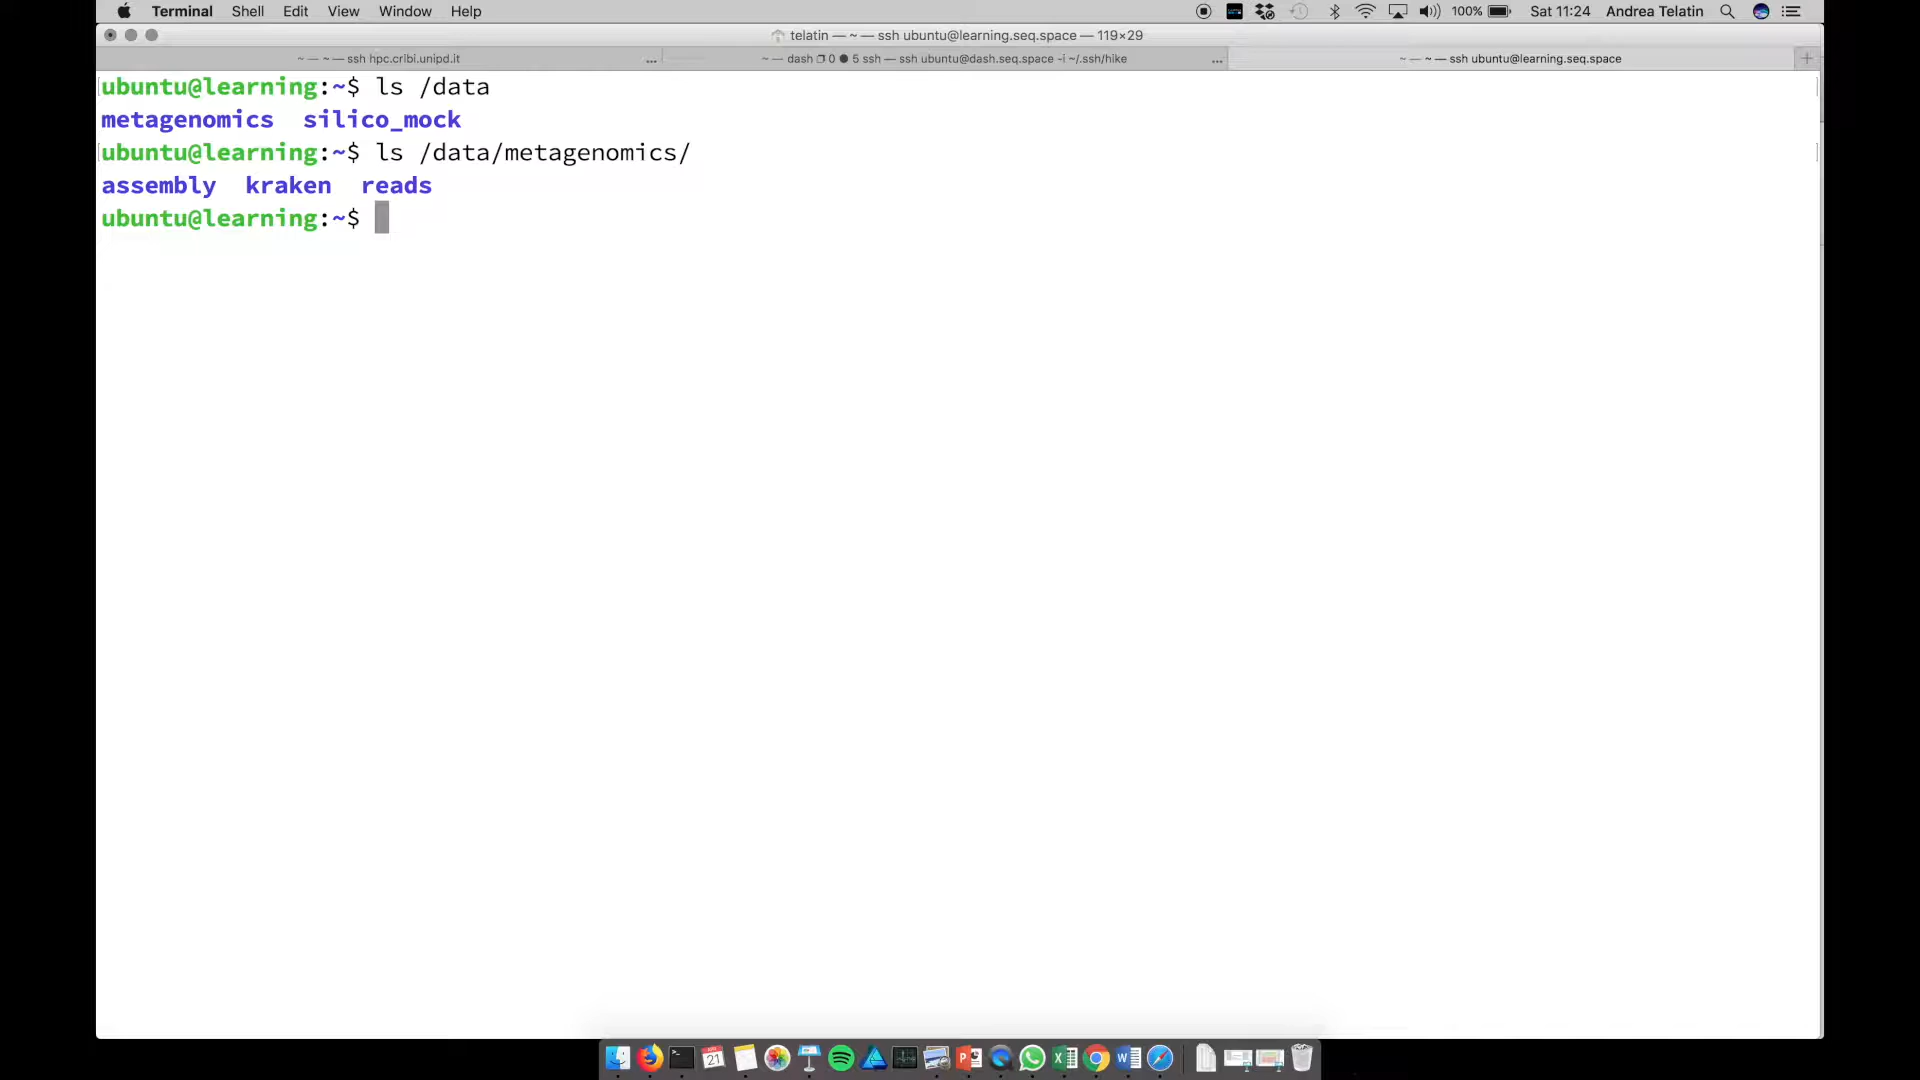 Terminal Shell Edit View Window Help 100% Sat 11:24 Andrea Telatin
telatin — ~ — ssh ubuntu@learning.seq.space — 119×29
~ — ~ — ssh hpc.cribi.unipd.it ... ~ — dash ❐ 0 ● 5 ssh — ssh ubuntu@dash.seq.space -i ~/.ssh/hike ... ~ — ~ — ssh ubuntu@learning.seq.space +
ubuntu@learning:~$ ls /data
metagenomics silico_mock
ubuntu@learning:~$ ls /data/metagenomics/
assembly kraken reads
ubuntu@learning:~$
21